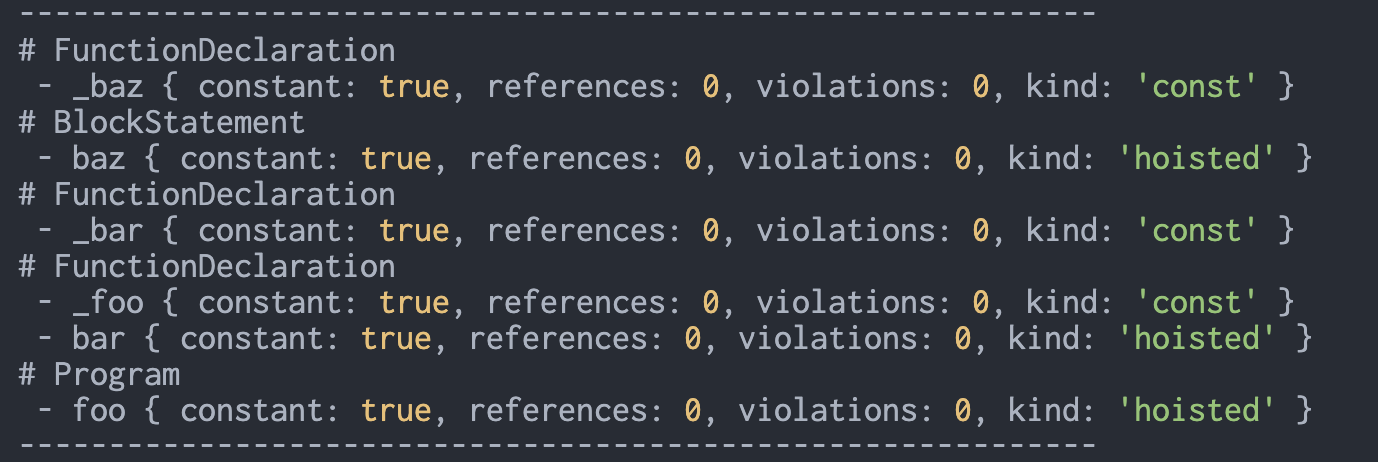 ------------------------------------------------------------
# FunctionDeclaration
 - _baz { constant: true, references: 0, violations: 0, kind: 'const' }
# BlockStatement
 - baz { constant: true, references: 0, violations: 0, kind: 'hoisted' }
# FunctionDeclaration
 - _bar { constant: true, references: 0, violations: 0, kind: 'const' }
# FunctionDeclaration
 - _foo { constant: true, references: 0, violations: 0, kind: 'const' }
 - bar { constant: true, references: 0, violations: 0, kind: 'hoisted' }
# Program
 - foo { constant: true, references: 0, violations: 0, kind: 'hoisted' }
------------------------------------------------------------